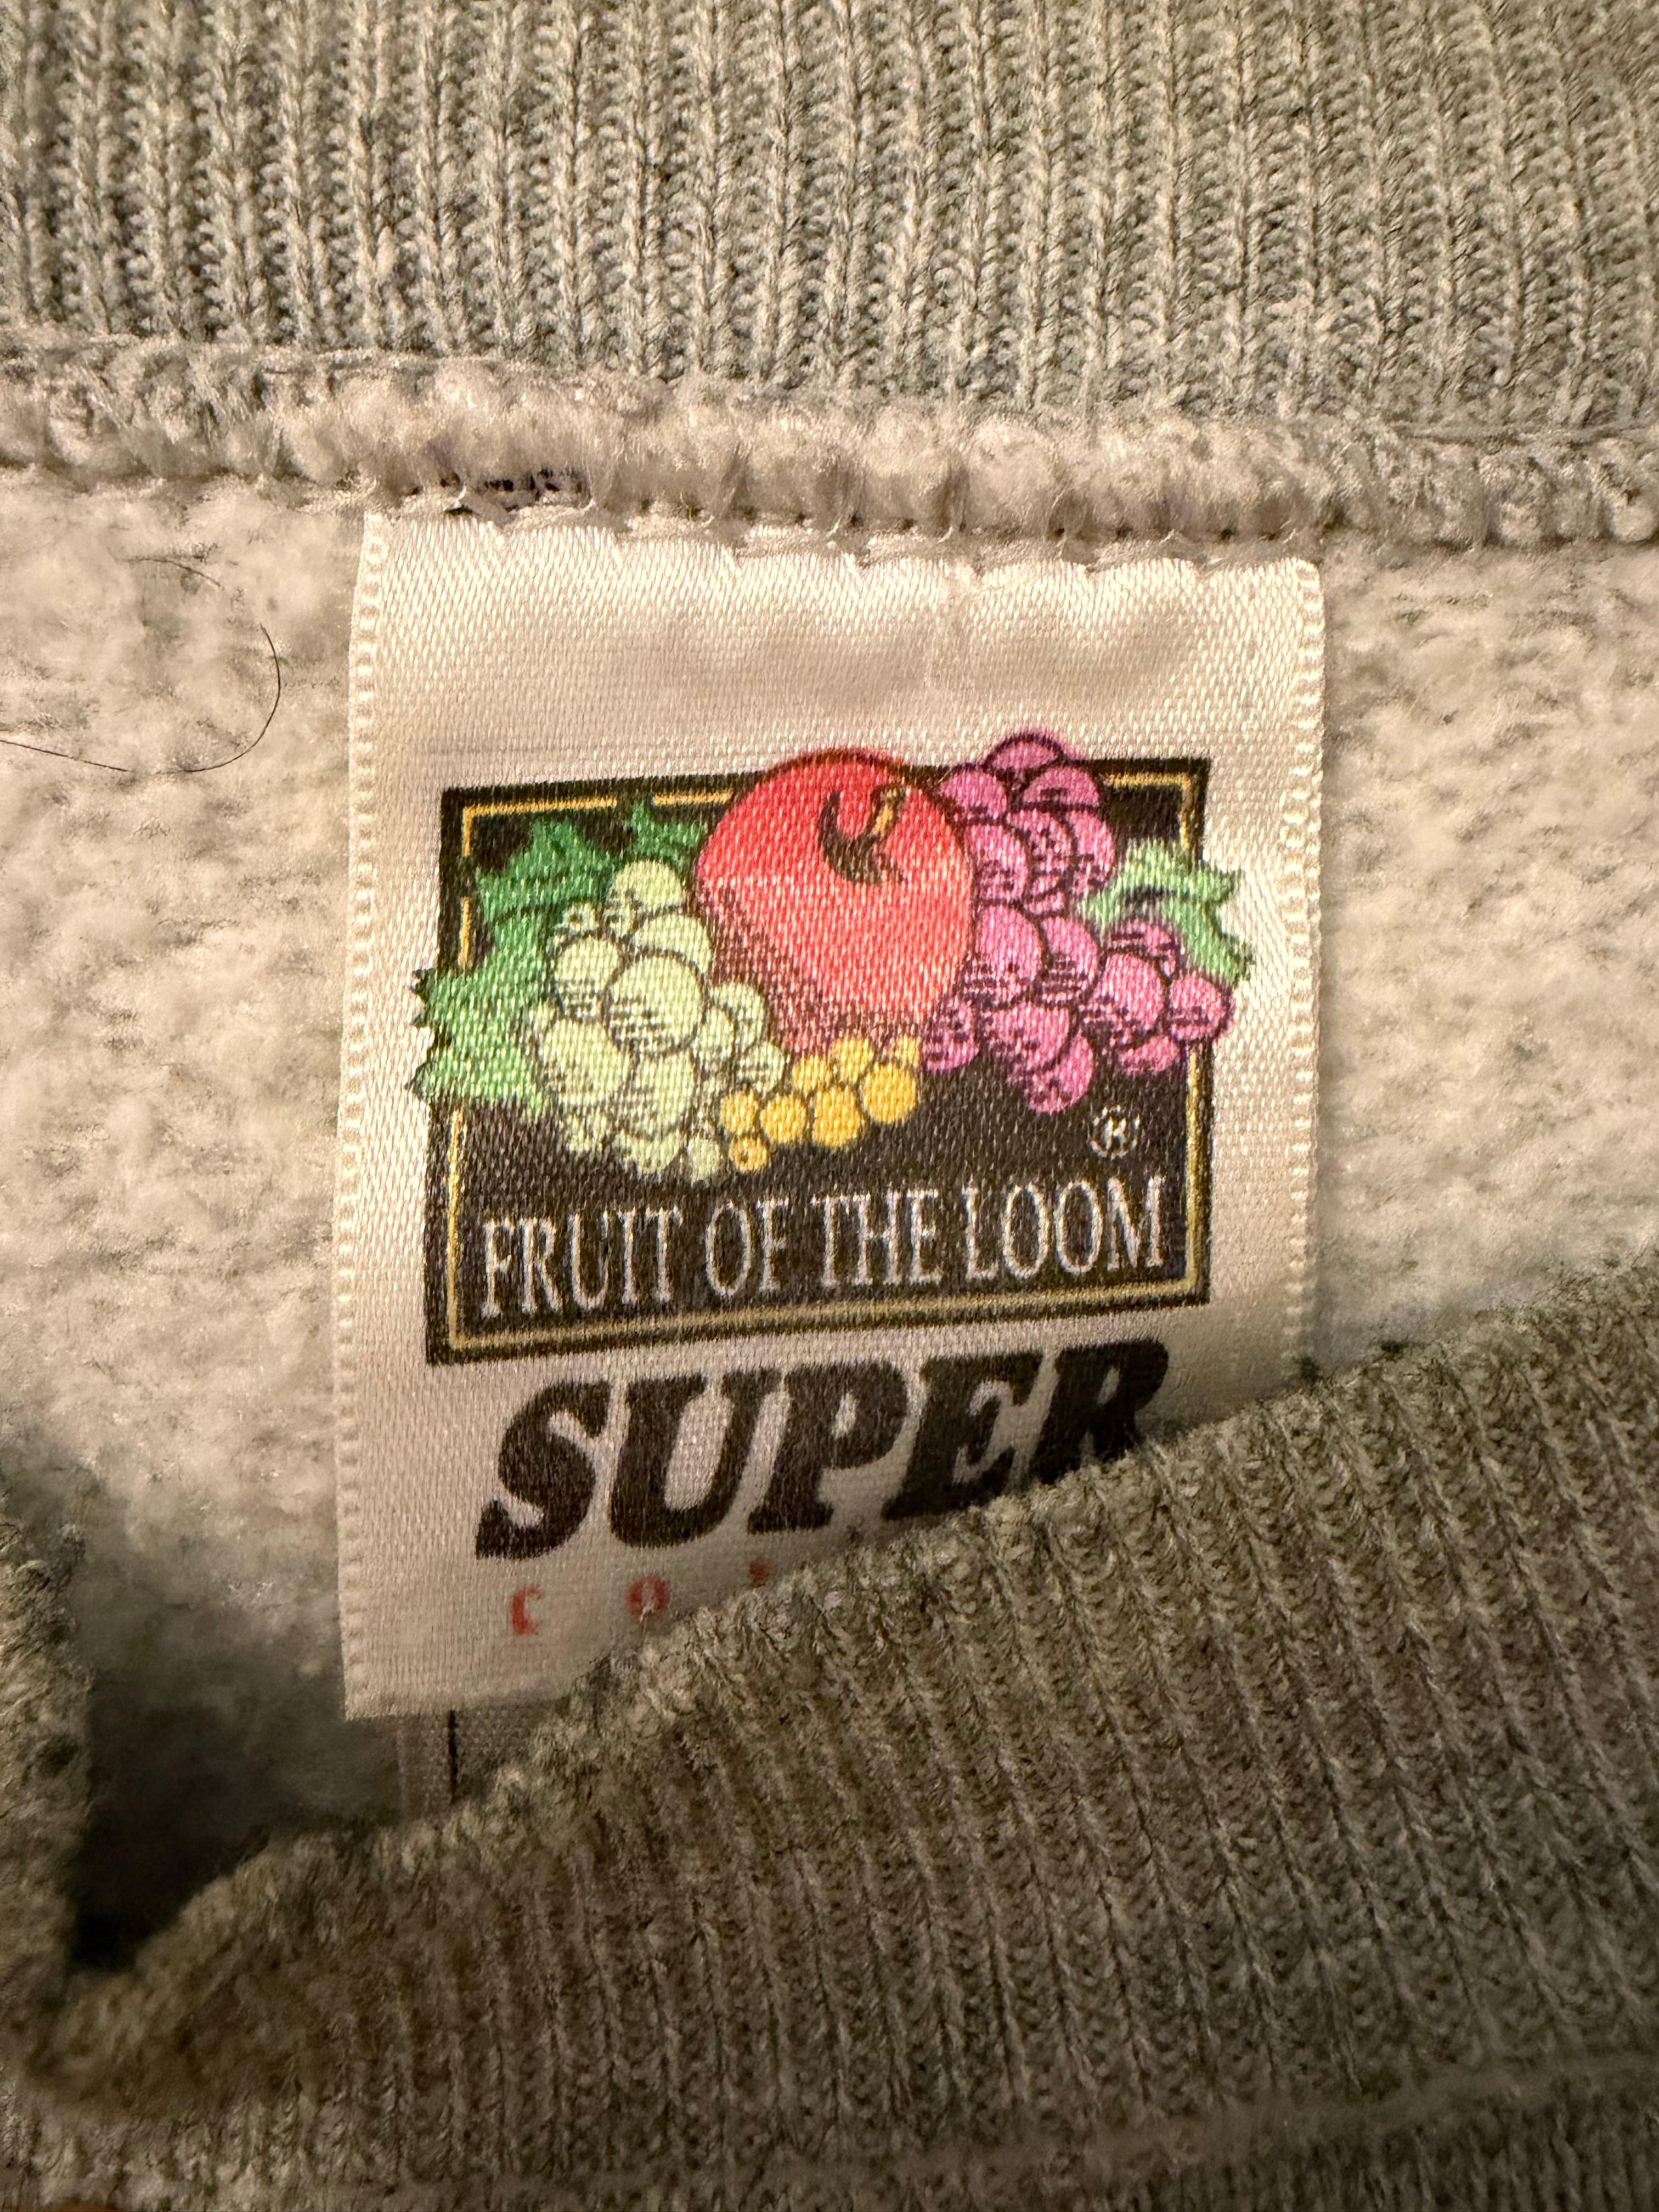 ®
FRUIT OF THE LOOM
SUPER